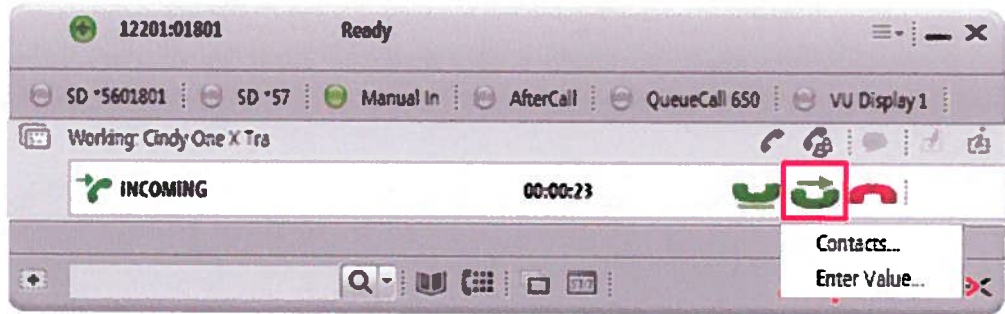 12201:01801 Ready
SD *5601801 SD *57 Manual In AfterCall QueueCall 650 VU Display 1
Working: Cindy One X Tra
INCOMING 00:00:23
Contacts...
Enter Value...